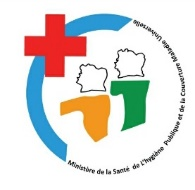 Ministère de la Santé de L'hygiène Publique et de la Couverture Maladie Universelle